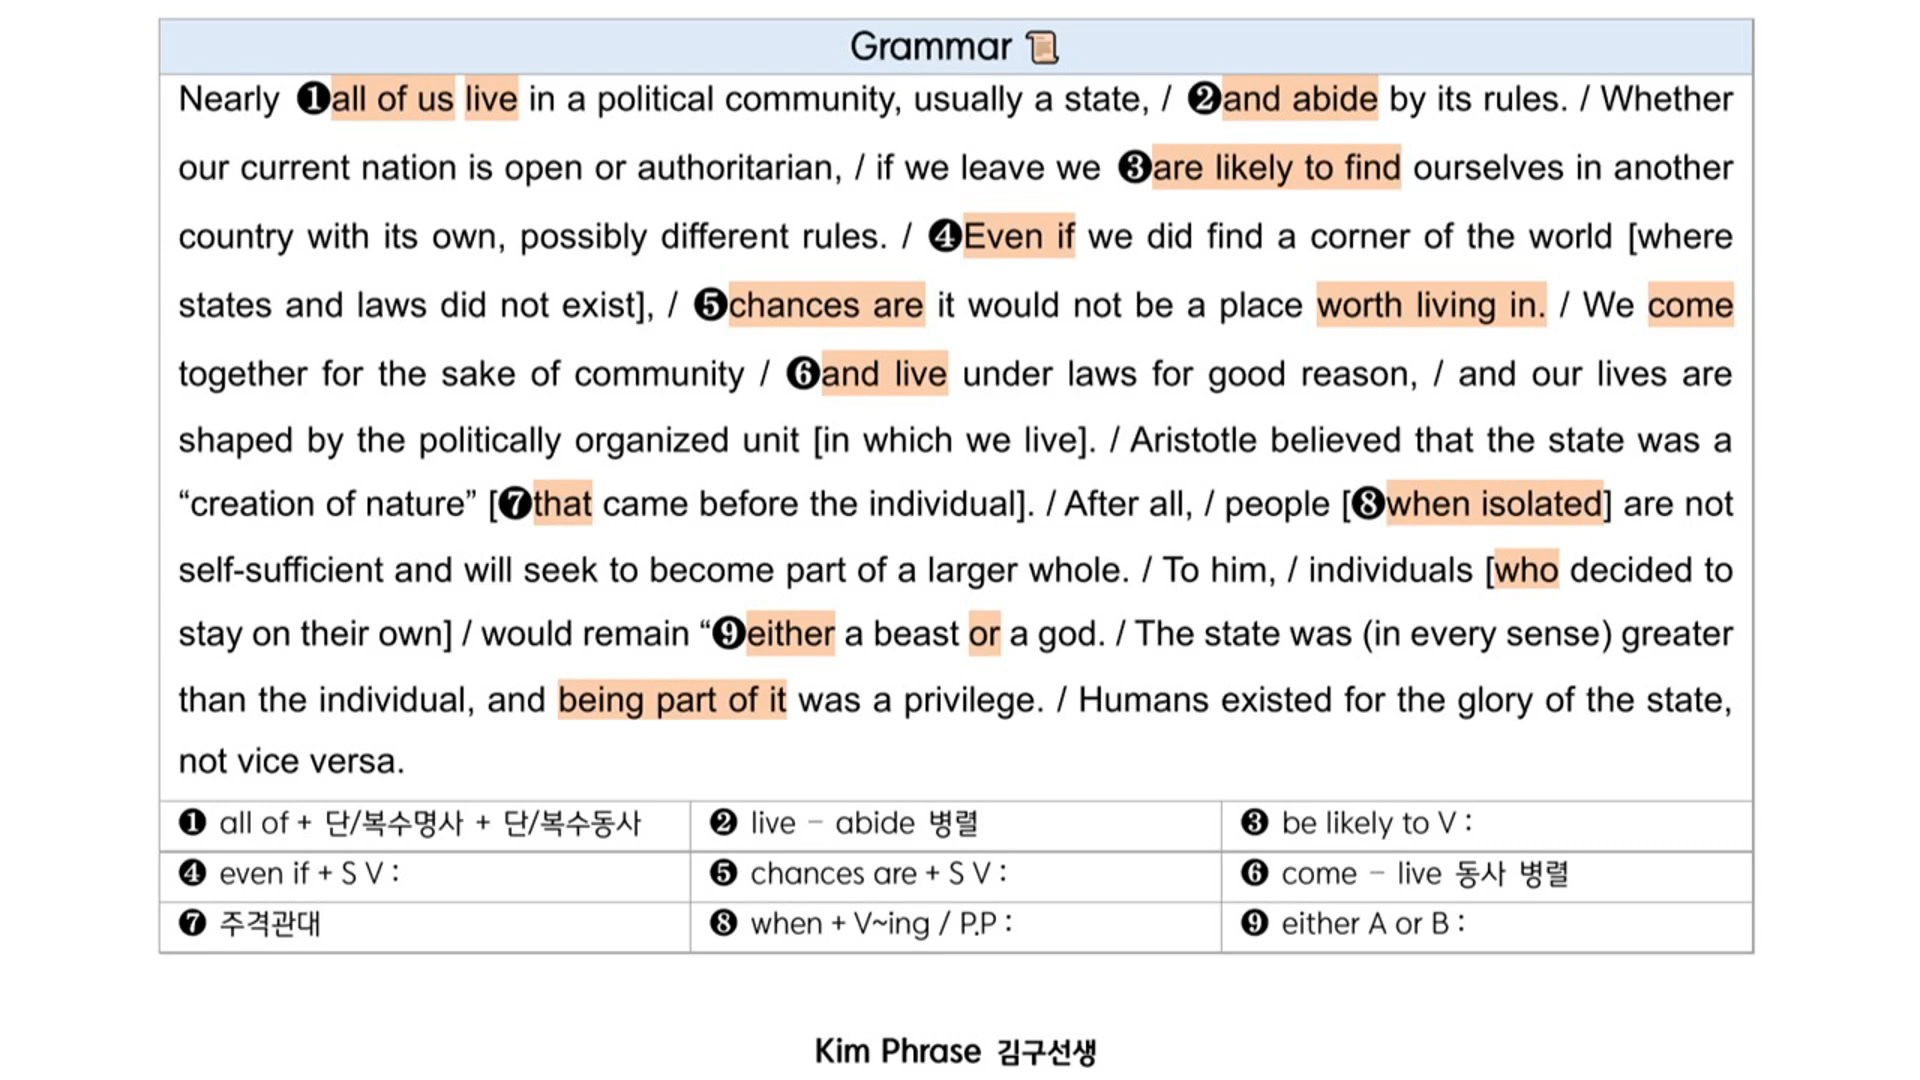 Grammar
Nearly ❶all of us live in a political community, usually a state, / ❷and abide by its rules. / Whether
our current nation is open or authoritarian, / if we leave we ❸are likely to find ourselves in another
country with its own, possibly different rules. / ❹Even if we did find a corner of the world [where
states and laws did not exist], / ❺chances are it would not be a place worth living in. / We come
together for the sake of community / ❻and live under laws for good reason, / and our lives are
shaped by the politically organized unit [in which we live]. / Aristotle believed that the state was a
“creation of nature” [❼that came before the individual]. / After all, / people [❽when isolated] are not
self-sufficient and will seek to become part of a larger whole. / To him, / individuals [who decided to
stay on their own] / would remain “❾either a beast or a god. / The state was (in every sense) greater
than the individual, and being part of it was a privilege. / Humans existed for the glory of the state,
not vice versa.
❶ all of + 단/복수명사 + 단/복수동사
❷ live – abide 병렬
❸ be likely to V :
❹ even if + S V :
❺ chances are + S V :
❻ come – live 동사 병렬
❼ 주격관대
❽ when + V~ing / P.P :
❾ either A or B :
Kim Phrase 김구선생